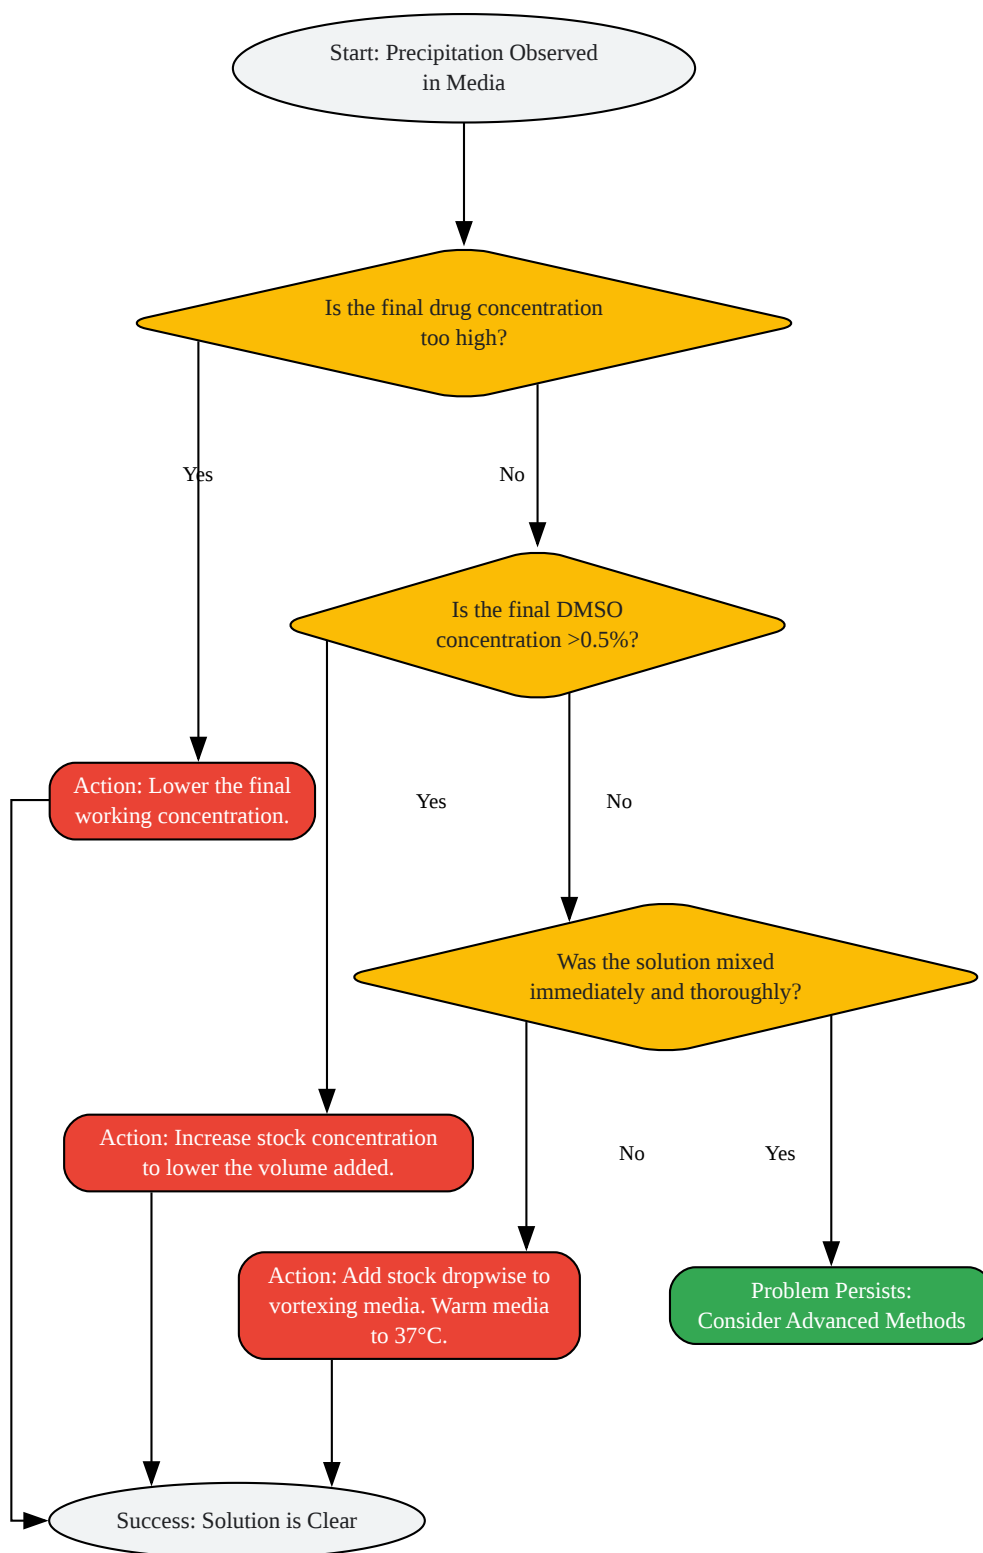 Start: Precipitation Observed
in Media
Is the final drug concentration
too high?
Yes
No
Is the final DMSO
concentration >0.5%?
Action: Lower the final
working concentration.
Yes
No
Was the solution mixed
immediately and thoroughly?
Action: Increase stock concentration
to lower the volume added.
No
Yes
Action: Add stock dropwise to
vortexing media. Warm media
to 37°C.
Problem Persists:
Consider Advanced Methods
Success: Solution is Clear